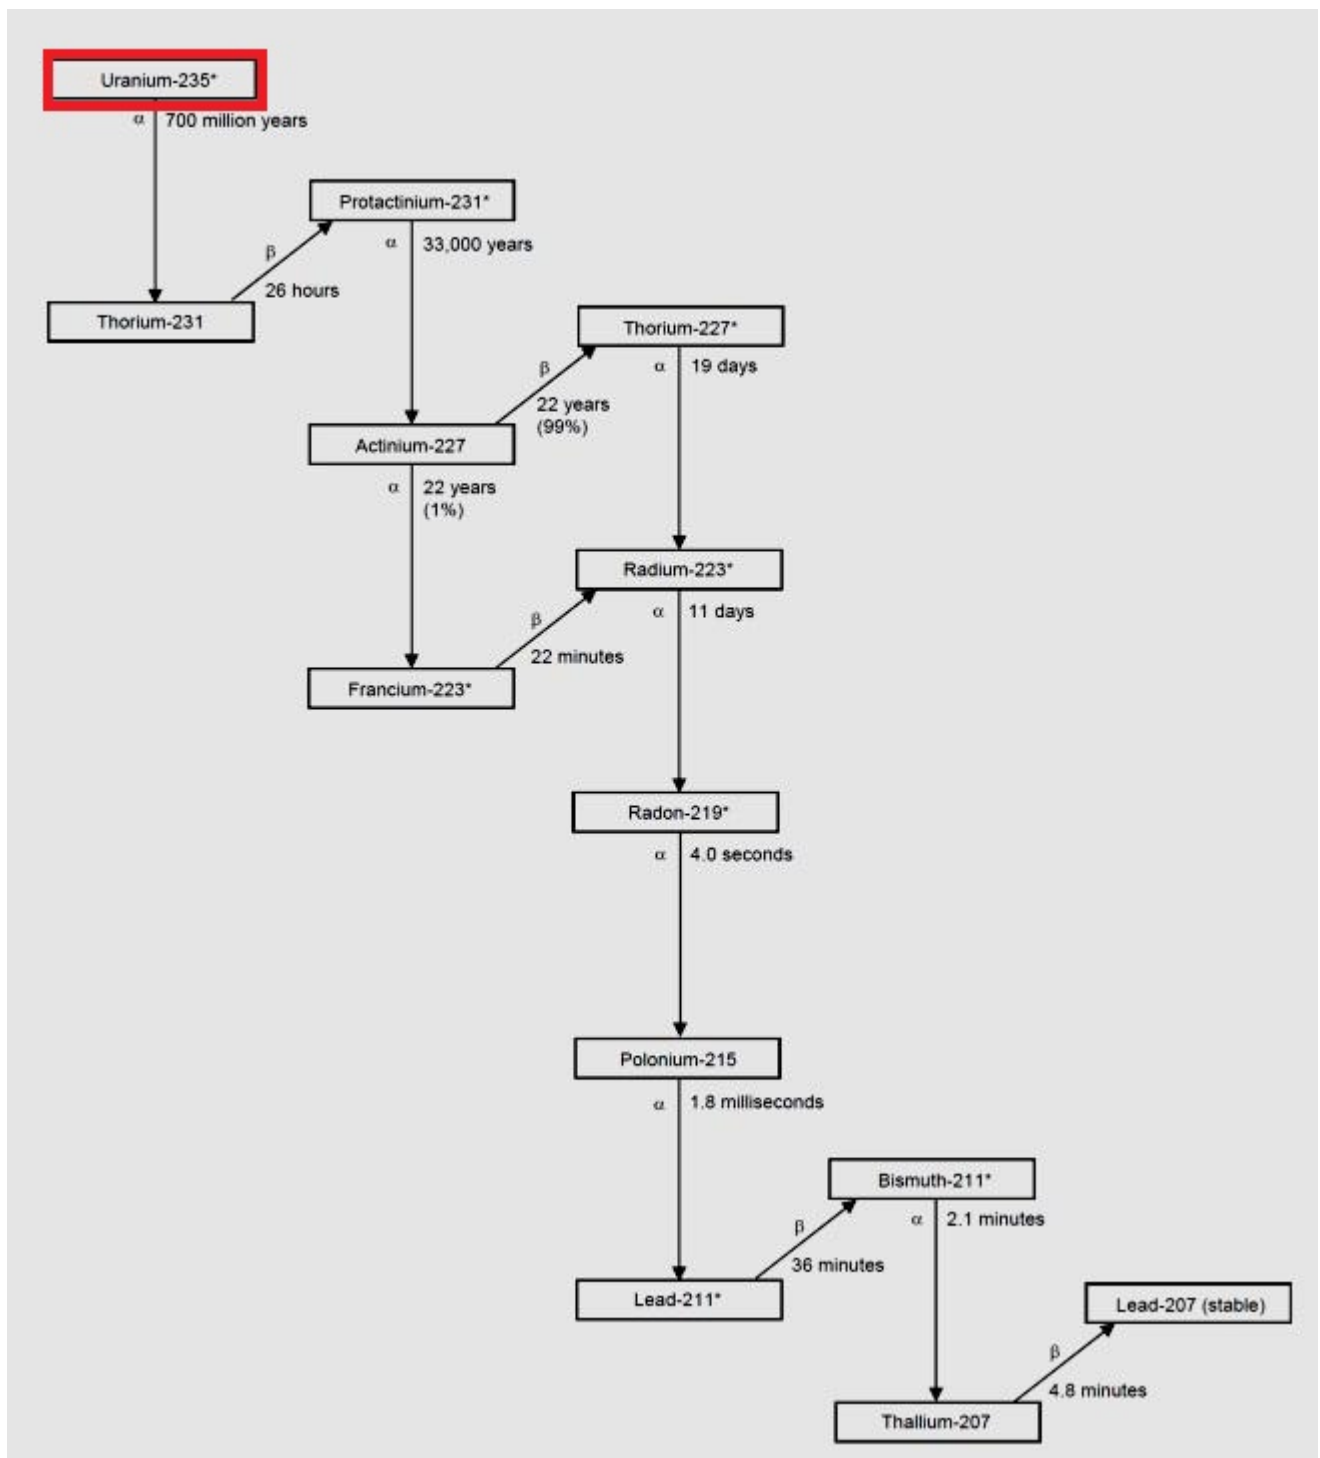 Uranium-235*
α 700 million years
Protactinium-231*
α 33,000 years
β
26 hours
Thorium-231
Thorium-227*
α 19 days
β
22 years
(99%)
Actinium-227
α 22 years
(1%)
Radium-223*
α 11 days
β
22 minutes
Francium-223*
Radon-219*
α 4.0 seconds
Polonium-215
α 1.8 milliseconds
Bismuth-211*
α 2.1 minutes
β
36 minutes
Lead-211*
Lead-207 (stable)
β
4.8 minutes
Thallium-207